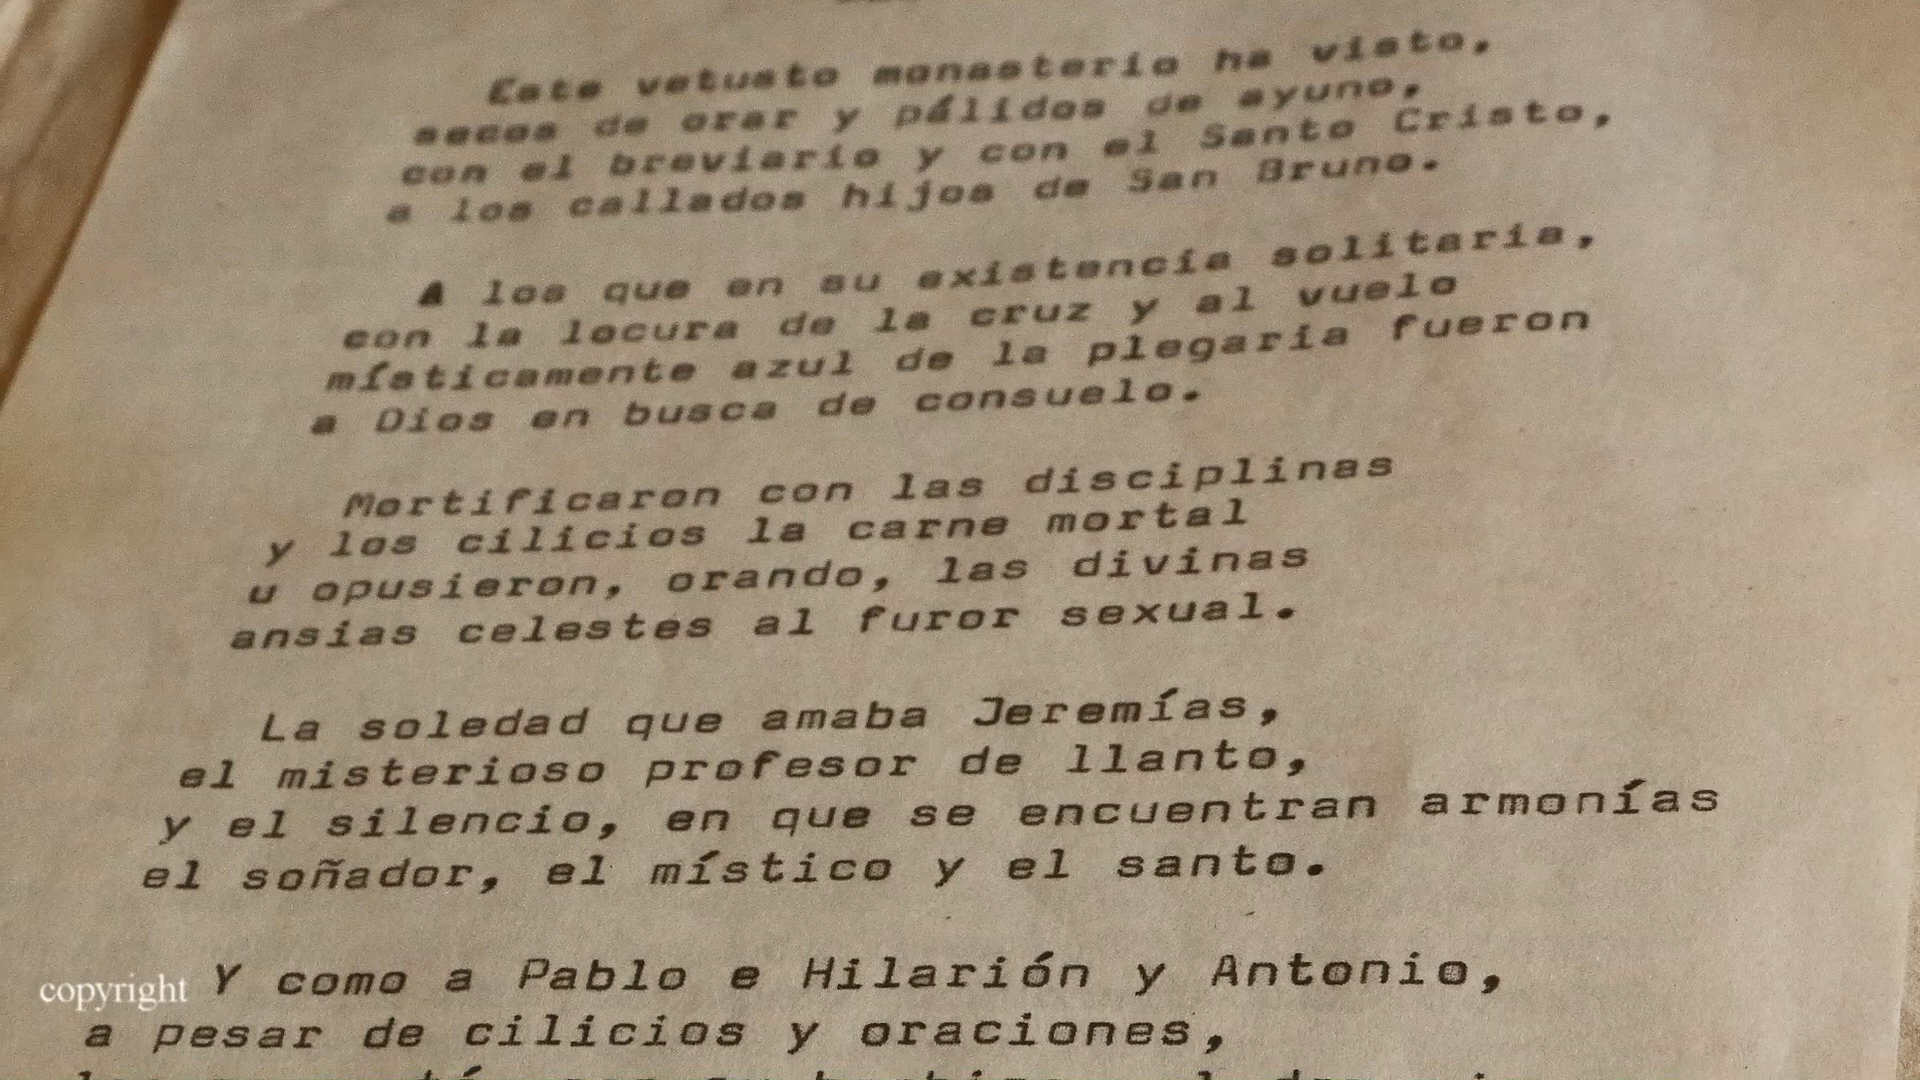 Este vetusto monasterio ha visto,
secos de orar y pálidos de ayuno,
con el breviario y con el Santo Cristo,
a los callados hijos de San Bruno.
A los que en su existencia solitaria,
con la locura de la cruz y al vuelo
místicamente azul de la plegaria fueron
a Dios en busca de consuelo.
Mortificaron con las disciplinas
y los cilicios la carne mortal
u opusieron, orando, las divinas
ansias celestes al furor sexual.
La soledad que amaba Jeremías,
el misterioso profesor de llanto,
y el silencio, en que se encuentran armonías
el soñador, el místico y el santo.
Y como a Pablo e Hilarión y Antonio,
a pesar de cilicios y oraciones,
copyright